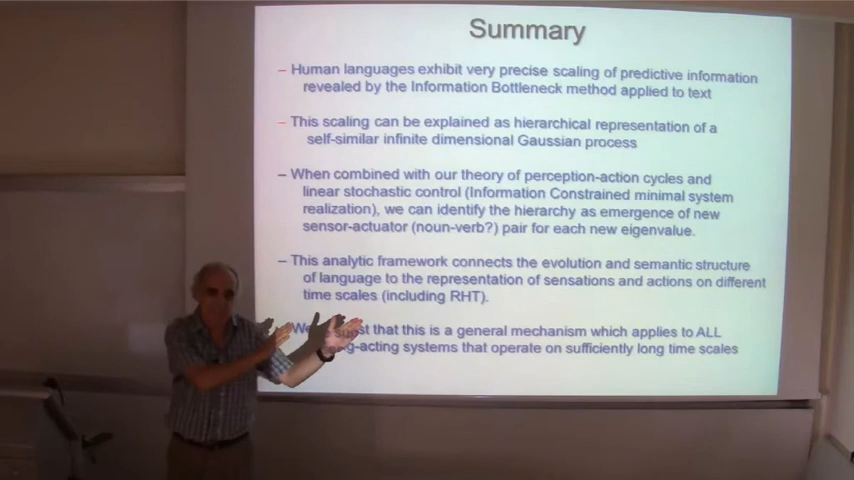 Summary
– Human languages exhibit very precise scaling of predictive information
revealed by the Information Bottleneck method applied to text
– This scaling can be explained as hierarchical representation of a
self-similar infinite dimensional Gaussian process
– When combined with our theory of perception-action cycles and
linear stochastic control (Information Constrained minimal system
realization), we can identify the hierarchy as emergence of new
sensor-actuator (noun-verb?) pair for each new eigenvalue.
– This analytic framework connects the evolution and semantic structure
of language to the representation of sensations and actions on different
time scales (including RHT).
We that this is a general mechanism which applies to ALL
-acting systems that operate on sufficiently long time scales